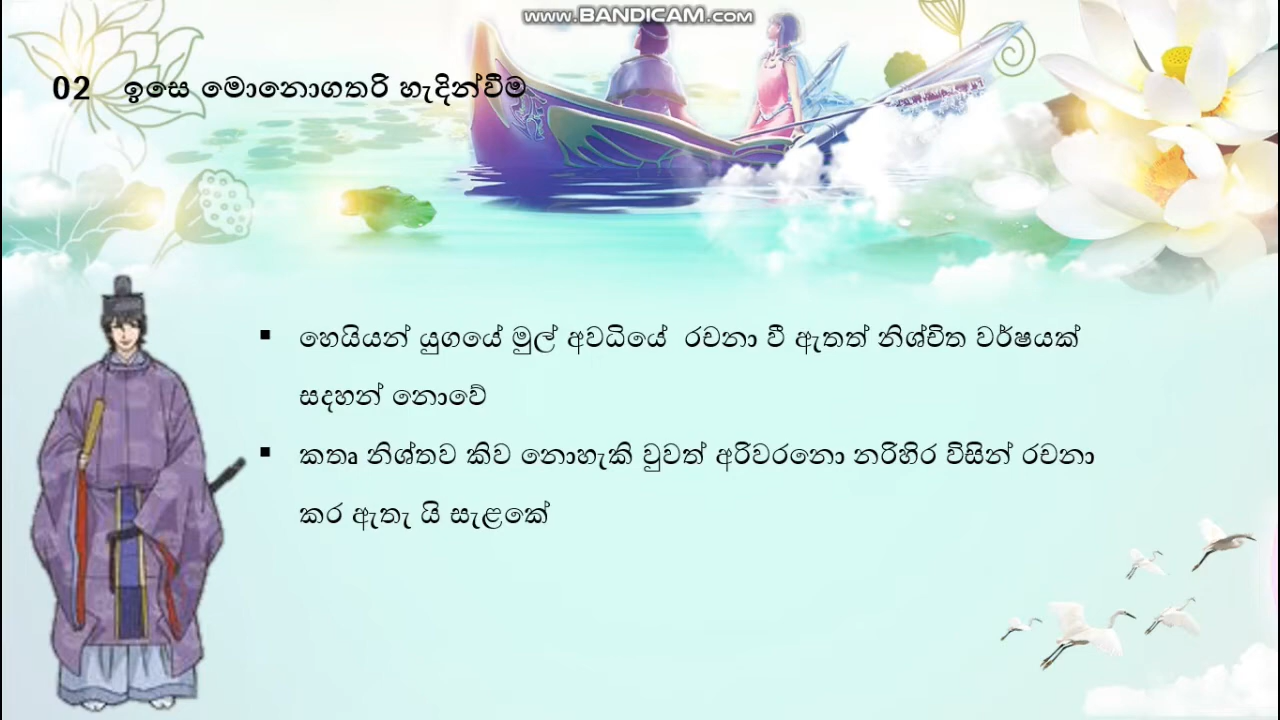 www.BANDICAM.com
02 ඉසෙ මොනොගතරි හැදින්වීම
▪ හෙයියන් යුගයේ මුල් අවධියේ රචනා වී ඇතත් නිශ්චිත වර්ෂයක්
සදහන් නොවේ
▪ කතෘ නිශ්තව කිව නොහැකි වුවත් අරිවරනො නරිහිර විසින් රචනා
කර ඇතැ යි සැළකේ